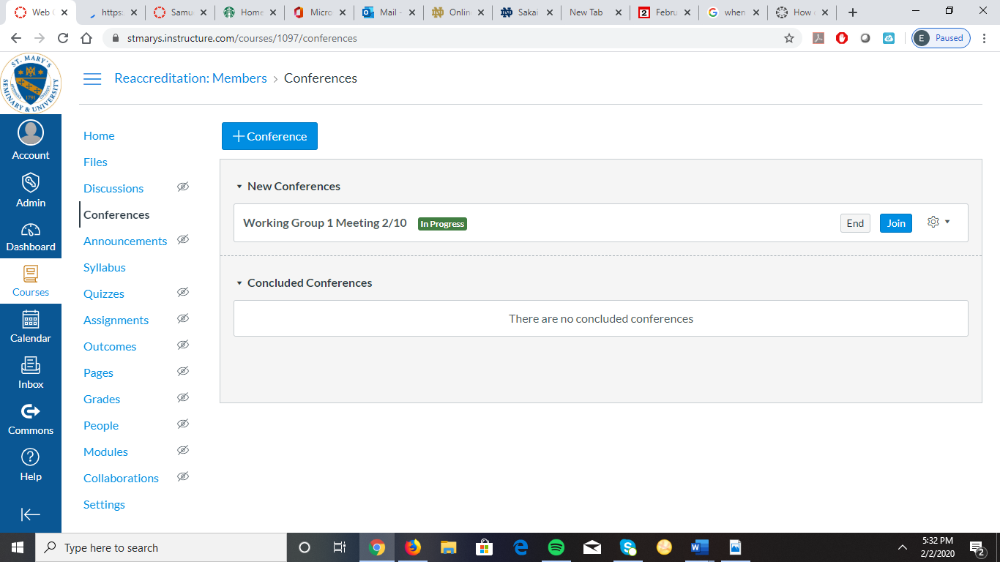 Web
https:
Samu
Home
Micro
Mail -
Onlin
Sakai
New Tab
2 Febru
when
How
stmarys.instructure.com/courses/1097/conferences
E Paused
ST. MARY'S
SEMINARY & UNIVERSITY
1791
Reaccreditation: Members > Conferences
Account
Admin
Dashboard
Courses
Calendar
Inbox
Commons
Help
Home
Files
Discussions
Conferences
Announcements
Syllabus
Quizzes
Assignments
Outcomes
Pages
Grades
People
Modules
Collaborations
Settings
+ Conference
New Conferences
Working Group 1 Meeting 2/10 In Progress End Join
Concluded Conferences
There are no concluded conferences
Type here to search
5:32 PM
2/2/2020
2